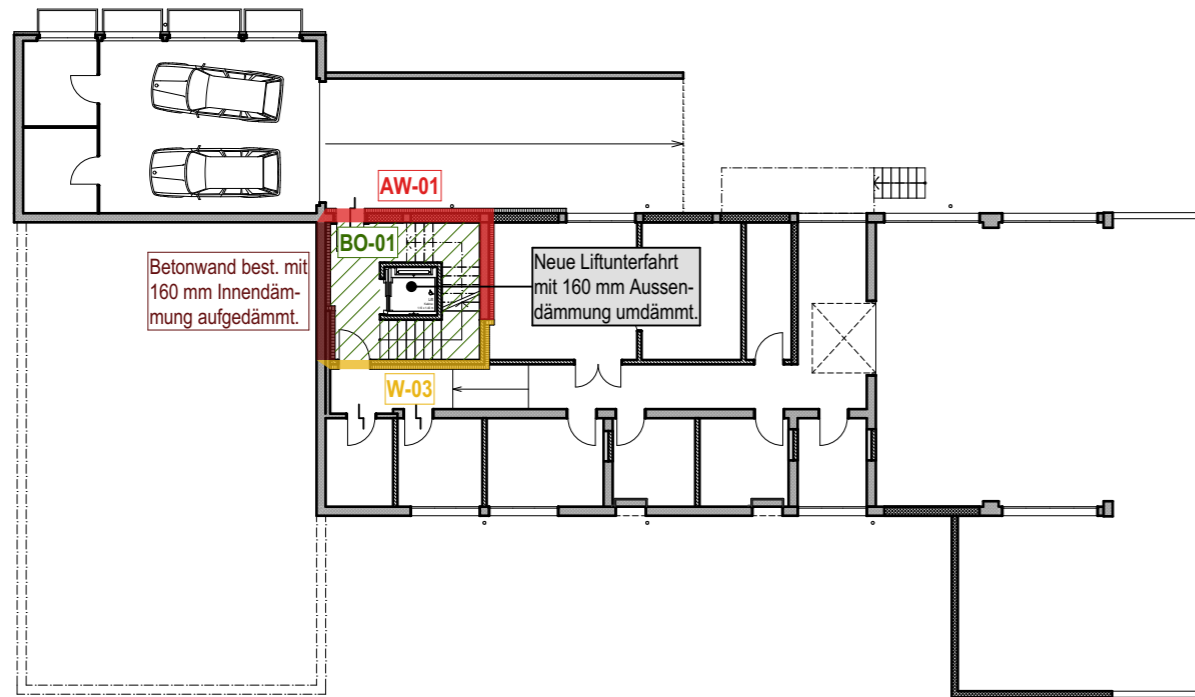 AW-01
BO-01
Betonwand best. mit
160 mm Innendäm-
mung aufgedämmt.
Neue Liftunterfahrt
mit 160 mm Aussen-
dämmung umdämmt.
W-03